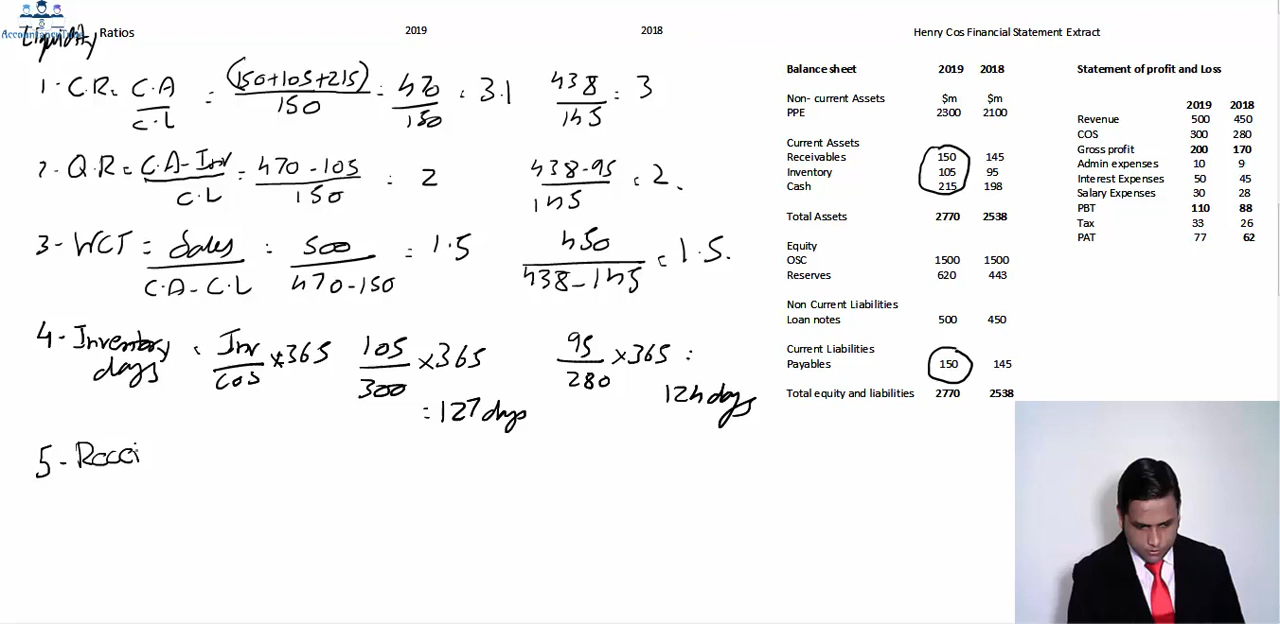 Accountancy
Liquidity Ratios 2019 2018
1- C.R = C.A / C.L = (150+105+215) / 150 = 470 / 150 = 3.1 438 / 145 = 3
2- Q.R = C.A - Inv / C.L = 470 - 105 / 150 = 2 438-95 / 145 = 2.
3- WCT = Sales / C.A - C.L = 500 / 470-150 = 1.5 450 / 438-145 = 1.5.
4- Inventory days = Inv / COS × 365 105 / 300 × 365 = 127 days 95 / 280 × 365 = 124 days
5- Recei
Henry Cos Financial Statement Extract
Balance sheet 2019 2018
Non- current Assets $m $m
PPE 2300 2100
Current Assets
Receivables 150 145
Inventory 105 95
Cash 215 198
Total Assets 2770 2538
Equity
OSC 1500 1500
Reserves 620 443
Non Current Liabilities
Loan notes 500 450
Current Liabilities
Payables 150 145
Total equity and liabilities 2770 2538
Statement of profit and Loss
2019 2018
Revenue 500 450
COS 300 280
Gross profit 200 170
Admin expenses 10 9
Interest Expenses 50 45
Salary Expenses 30 28
PBT 110 88
Tax 33 26
PAT 77 62